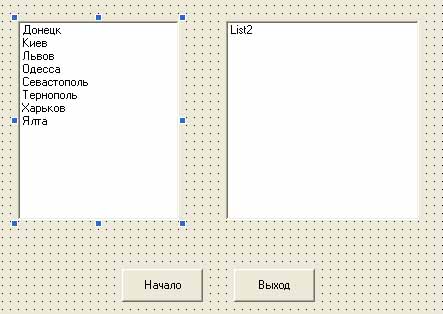 Донецк
Киев
Львов
Одесса
Севастополь
Тернополь
Харьков
Ялта
List2
Начало
Выход